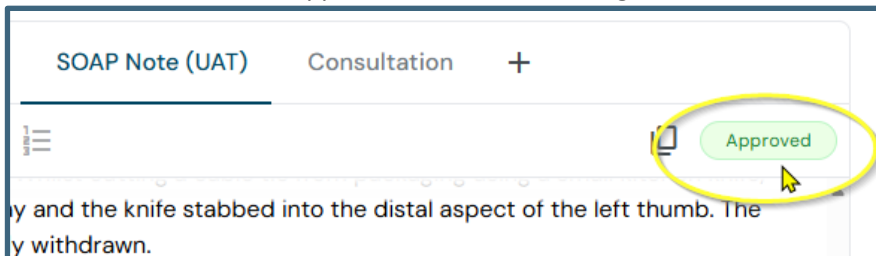 SOAP Note (UAT) Consultation +
Approved
and the knife stabbed into the distal aspect of the left thumb. The
withdrawn.